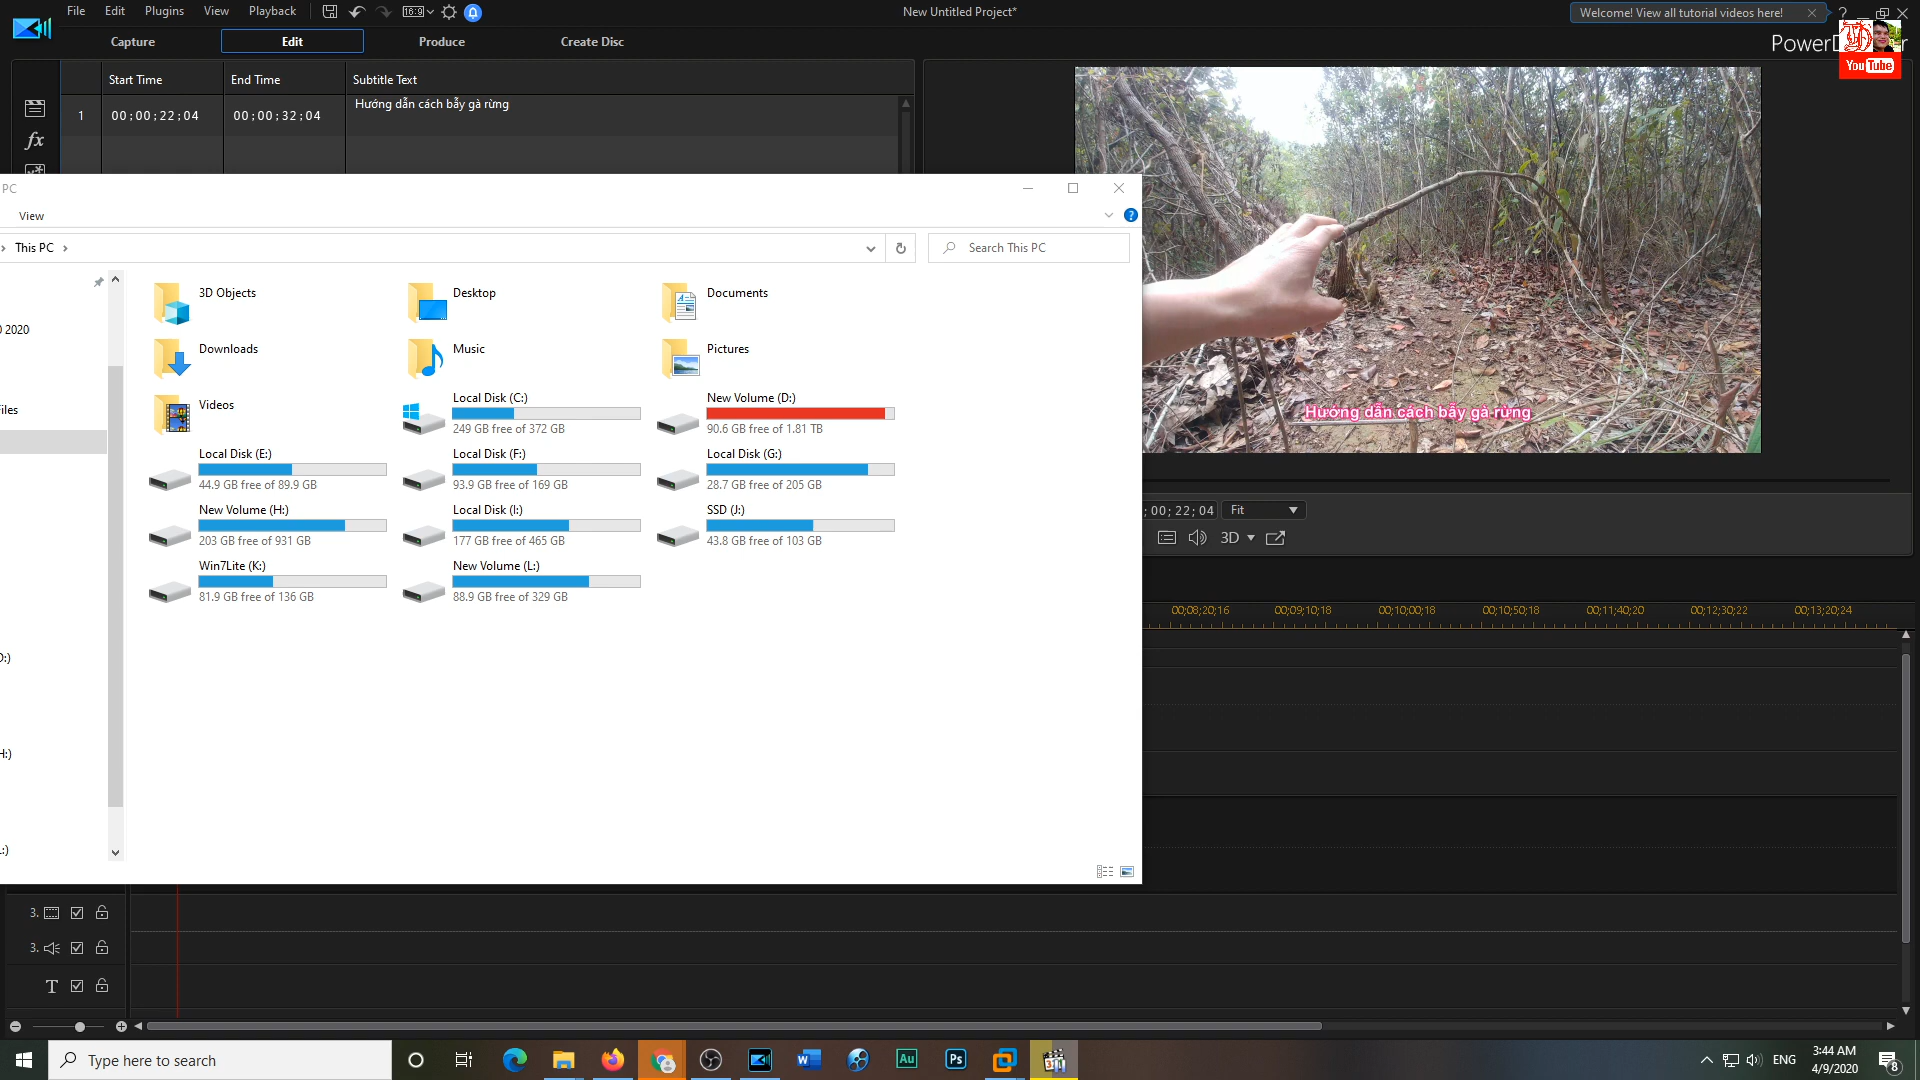 File Edit Plugins View Playback
16:9
New Untitled Project*
Welcome! View all tutorial videos here!
Capture Edit Produce Create Disc
YouTube
Start Time End Time Subtitle Text
1 00;00;22;04 00;00;32;04 Hướng dẫn cách bẫy gà rừng
fx
PC
View
This PC
Search This PC
3D Objects Desktop Documents
2020
Downloads Music Pictures
Videos
Local Disk (C:)
249 GB free of 372 GB
New Volume (D:)
90.6 GB free of 1.81 TB
Local Disk (E:)
44.9 GB free of 89.9 GB
Local Disk (F:)
93.9 GB free of 169 GB
Local Disk (G:)
28.7 GB free of 205 GB
New Volume (H:)
203 GB free of 931 GB
Local Disk (I:)
177 GB free of 465 GB
SSD (J:)
43.8 GB free of 103 GB
Win7Lite (K:)
81.9 GB free of 136 GB
New Volume (L:)
88.9 GB free of 329 GB
Hướng dẫn cách bẫy gà rừng
; 00; 22; 04 Fit
3D
00;08;20;16 00;09;10;18 00;10;00;18 00;10;50;18 00;11;40;20 00;12;30;22 00;13;20;24
3.
3.
T
Type here to search
Au Ps
ENG
3:44 AM
4/9/2020
8